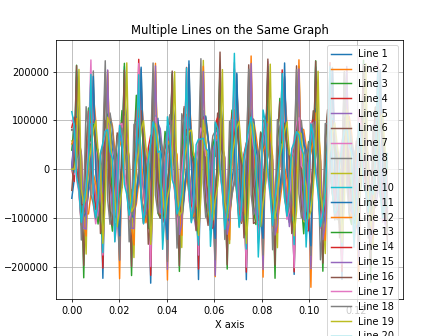 Multiple Lines on the Same Graph
200000
100000
0
−100000
−200000
0.00
0.02
0.04
0.06
0.08
0.10
X axis
Line 1
Line 2
Line 3
Line 4
Line 5
Line 6
Line 7
Line 8
Line 9
Line 10
Line 11
Line 12
Line 13
Line 14
Line 15
Line 16
Line 17
Line 18
Line 19
Line 20